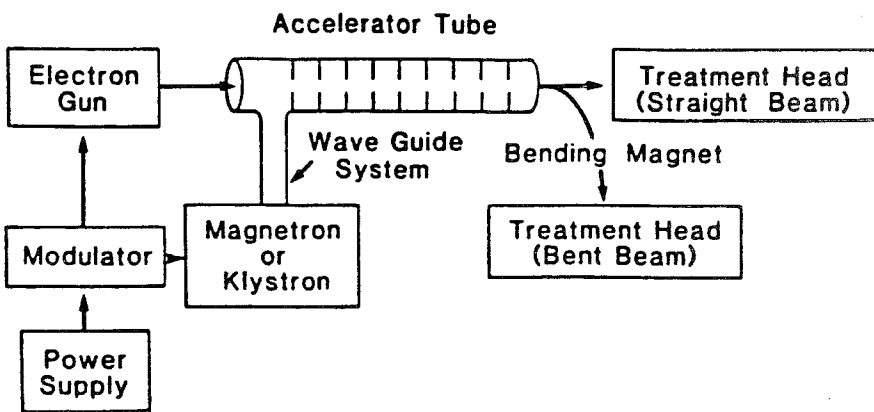 Accelerator Tube
Electron
Gun
Treatment Head
(Straight Beam)
Wave Guide
System
Bending Magnet
Modulator
Magnetron
or
Klystron
Treatment Head
(Bent Beam)
Power
Supply